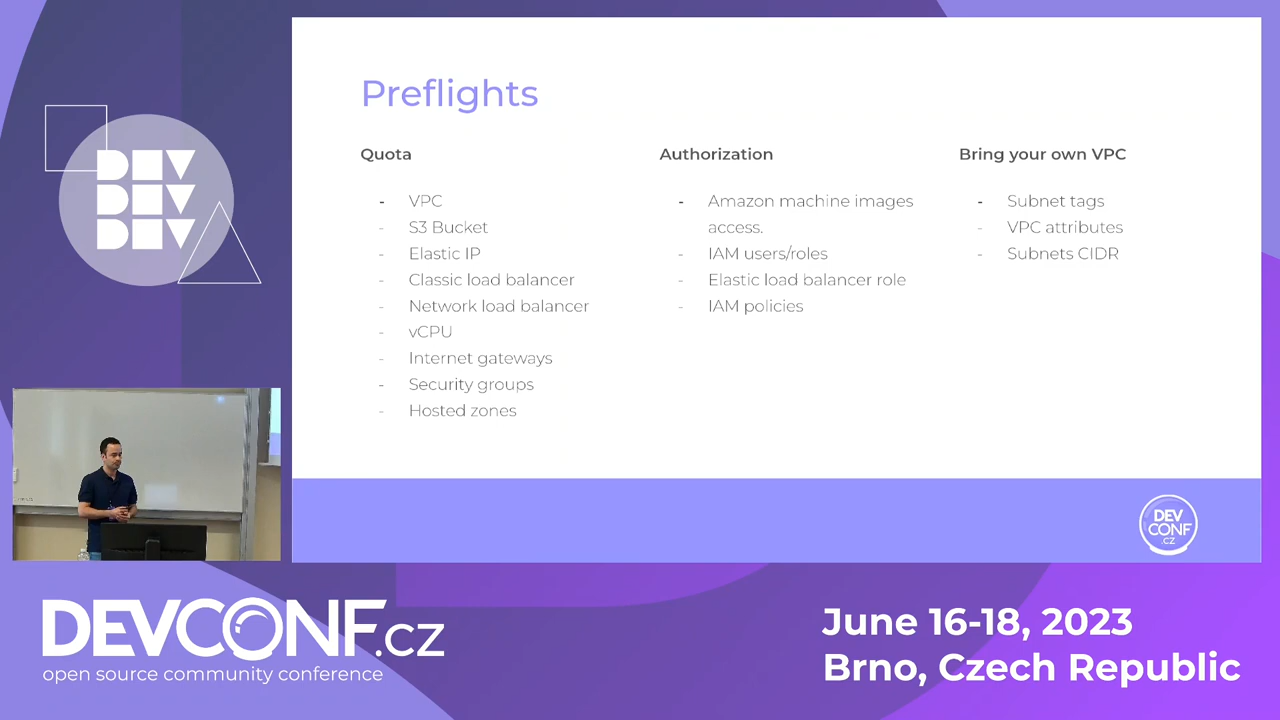 DEV
DEV
DEV
Preflights
Quota
- VPC
- S3 Bucket
- Elastic IP
- Classic load balancer
- Network load balancer
- vCPU
- Internet gateways
- Security groups
- Hosted zones
Authorization
- Amazon machine images
access.
- IAM users/roles
- Elastic load balancer role
- IAM policies
Bring your own VPC
- Subnet tags
- VPC attributes
- Subnets CIDR
DEV
CONF
.CZ
DEVCONF.cz
open source community conference
June 16-18, 2023
Brno, Czech Republic